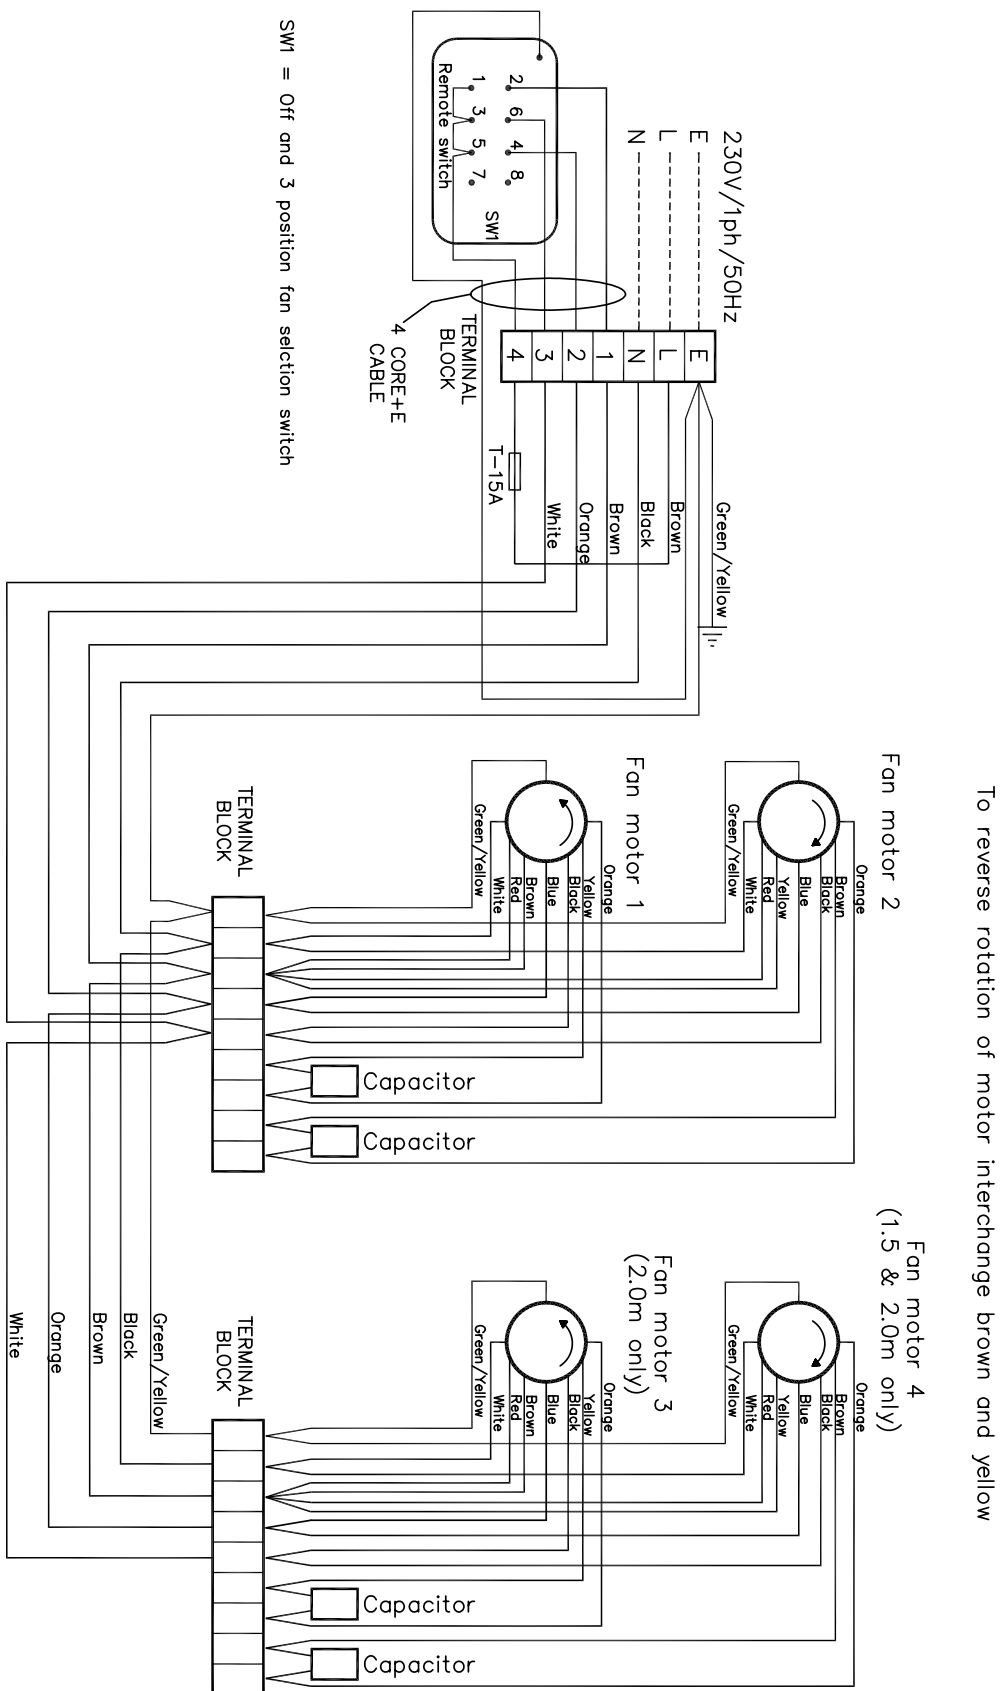 To reverse rotation of motor interchange brown and yellow
230V/1ph/50Hz
E
L
N
2
6
4
8
1
3
5
7
SW1
Remote switch
SW1 = Off and 3 position fan selction switch
4 CORE+E
CABLE
TERMINAL
BLOCK
E
L
N
1
2
3
4
T-15A
Green/Yellow
Brown
Black
Brown
Orange
White
Fan motor 2
Orange
Brown
Black
Blue
Yellow
Red
White
Green/Yellow
Fan motor 1
Orange
Yellow
Black
Blue
Brown
Red
White
Green/Yellow
TERMINAL
BLOCK
Capacitor
Capacitor
Fan motor 4
(1.5 & 2.0m only)
Orange
Brown
Black
Blue
Yellow
Red
White
Green/Yellow
Fan motor 3
(2.0m only)
Orange
Yellow
Black
Blue
Brown
Red
White
Green/Yellow
TERMINAL
BLOCK
Green/Yellow
Black
Brown
Orange
White
Capacitor
Capacitor